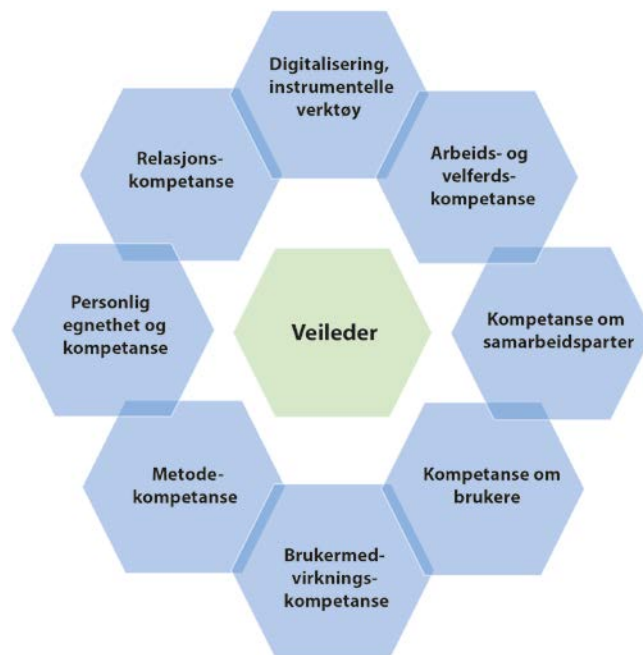 Digitalisering,
instrumentelle
verktøy
Relasjons-
kompetanse
Arbeids- og
velferds-
kompetanse
Personlig
egnethet og
kompetanse
Veileder
Kompetanse om
samarbeidsparter
Metode-
kompetanse
Kompetanse om
brukere
Brukermed-
virknings-
kompetanse